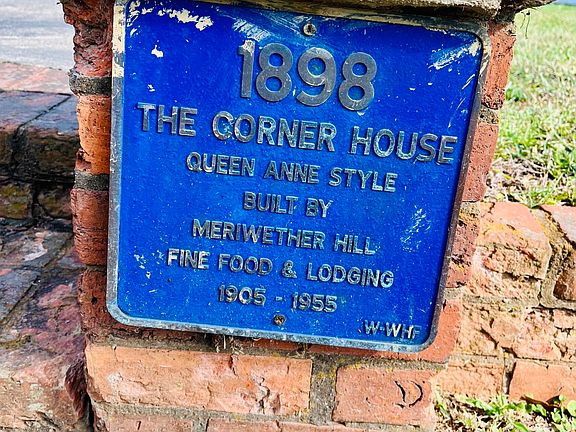 1898
THE CORNER HOUSE
QUEEN ANNE STYLE
BUILT BY
MERIWETHER HILL
FINE FOOD & LODGING
1905 - 1955
W-WHF